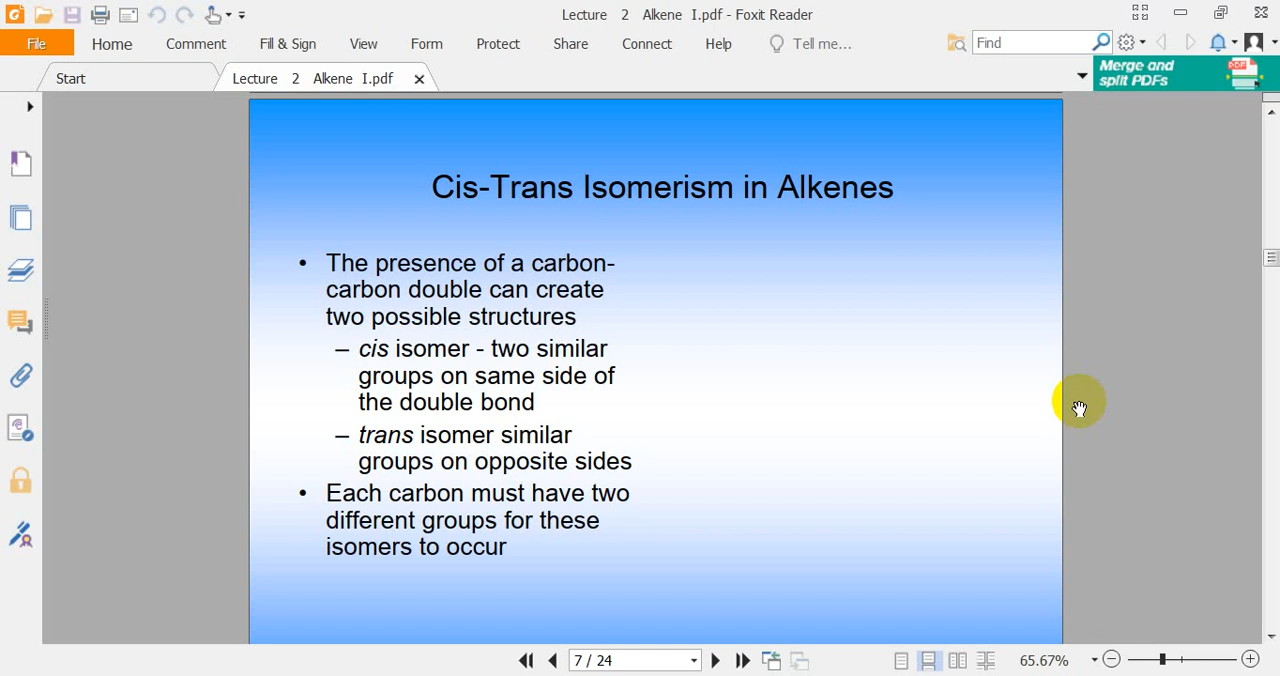 Lecture 2 Alkene I.pdf - Foxit Reader
File Home Comment Fill & Sign View Form Protect Share Connect Help Tell me... Find
Start Lecture 2 Alkene I.pdf Merge and
split PDFs
PDF
Cis-Trans Isomerism in Alkenes
• The presence of a carbon-
carbon double can create
two possible structures
– cis isomer - two similar
groups on same side of
the double bond
– trans isomer similar
groups on opposite sides
• Each carbon must have two
different groups for these
isomers to occur
7 / 24 65.67%